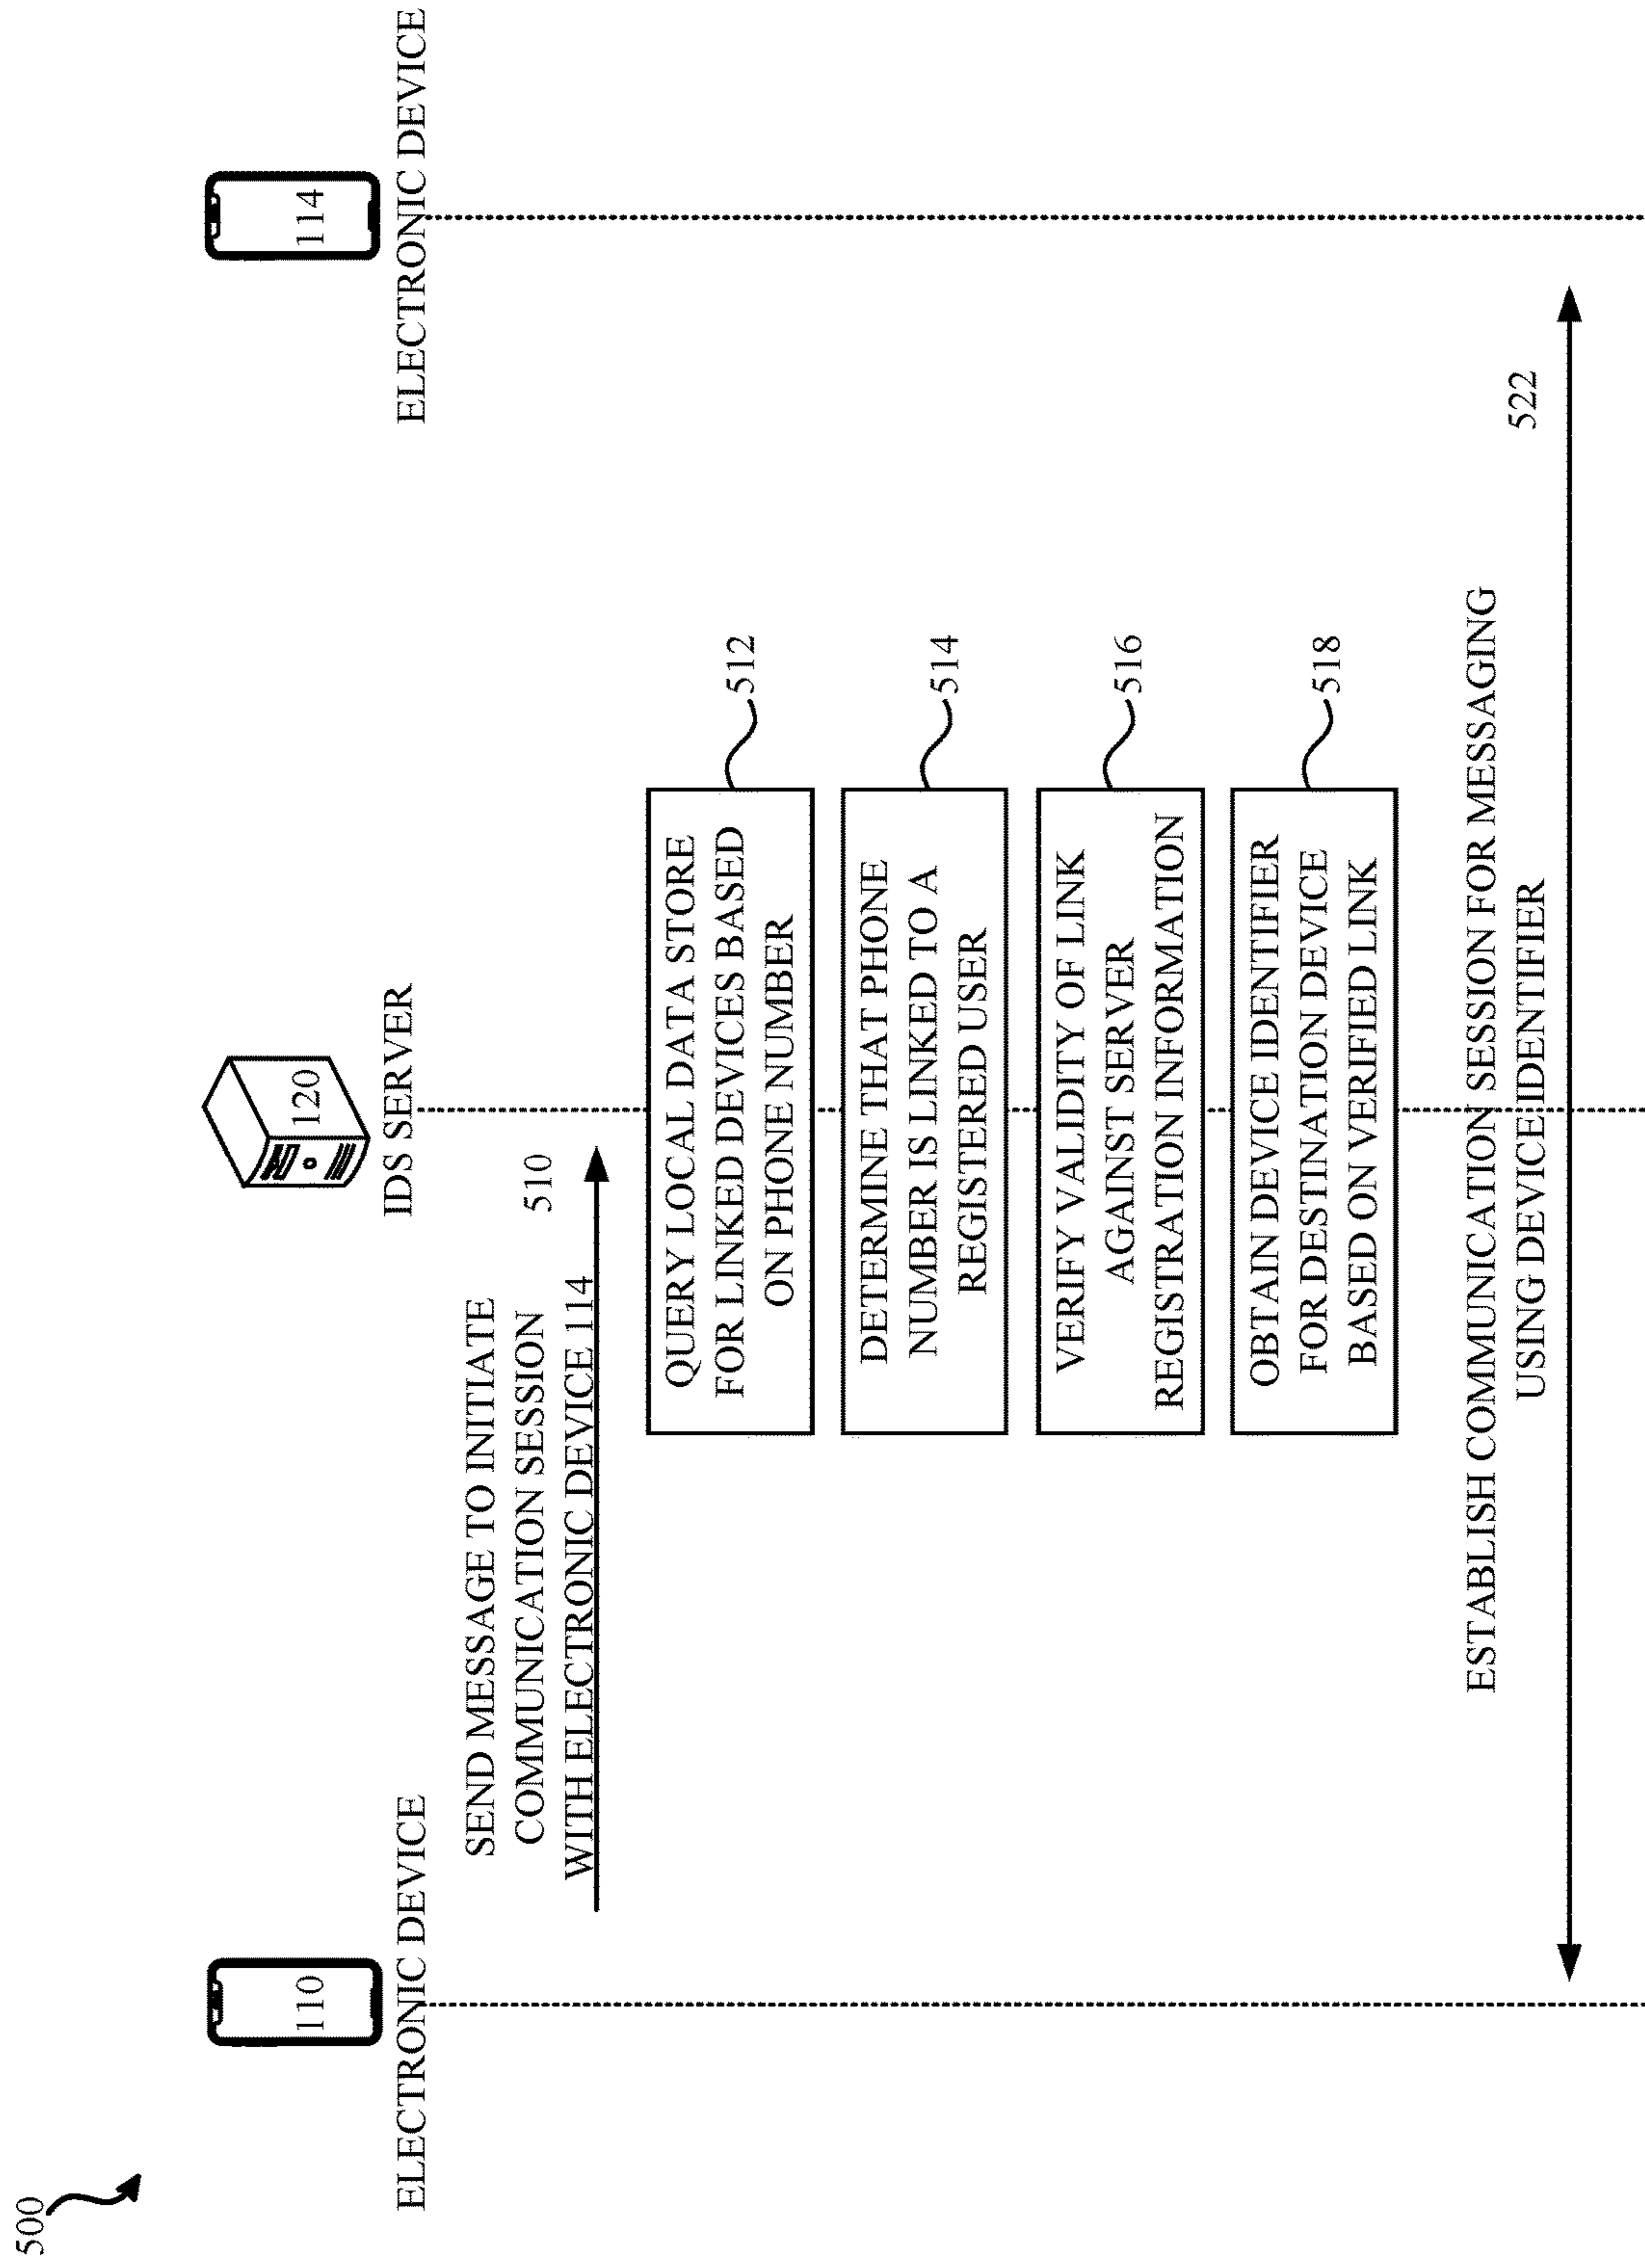 500
110
ELECTRONIC DEVICE
120
IDS SERVER
114
ELECTRONIC DEVICE
SEND MESSAGE TO INITIATE
COMMUNICATION SESSION
WITH ELECTRONIC DEVICE 114
510
QUERY LOCAL DATA STORE
FOR LINKED DEVICES BASED
ON PHONE NUMBER
512
DETERMINE THAT PHONE
NUMBER IS LINKED TO A
REGISTERED USER
514
VERIFY VALIDITY OF LINK
AGAINST SERVER
REGISTRATION INFORMATION
516
OBTAIN DEVICE IDENTIFIER
FOR DESTINATION DEVICE
BASED ON VERIFIED LINK
518
ESTABLISH COMMUNICATION SESSION FOR MESSAGING
USING DEVICE IDENTIFIER
522